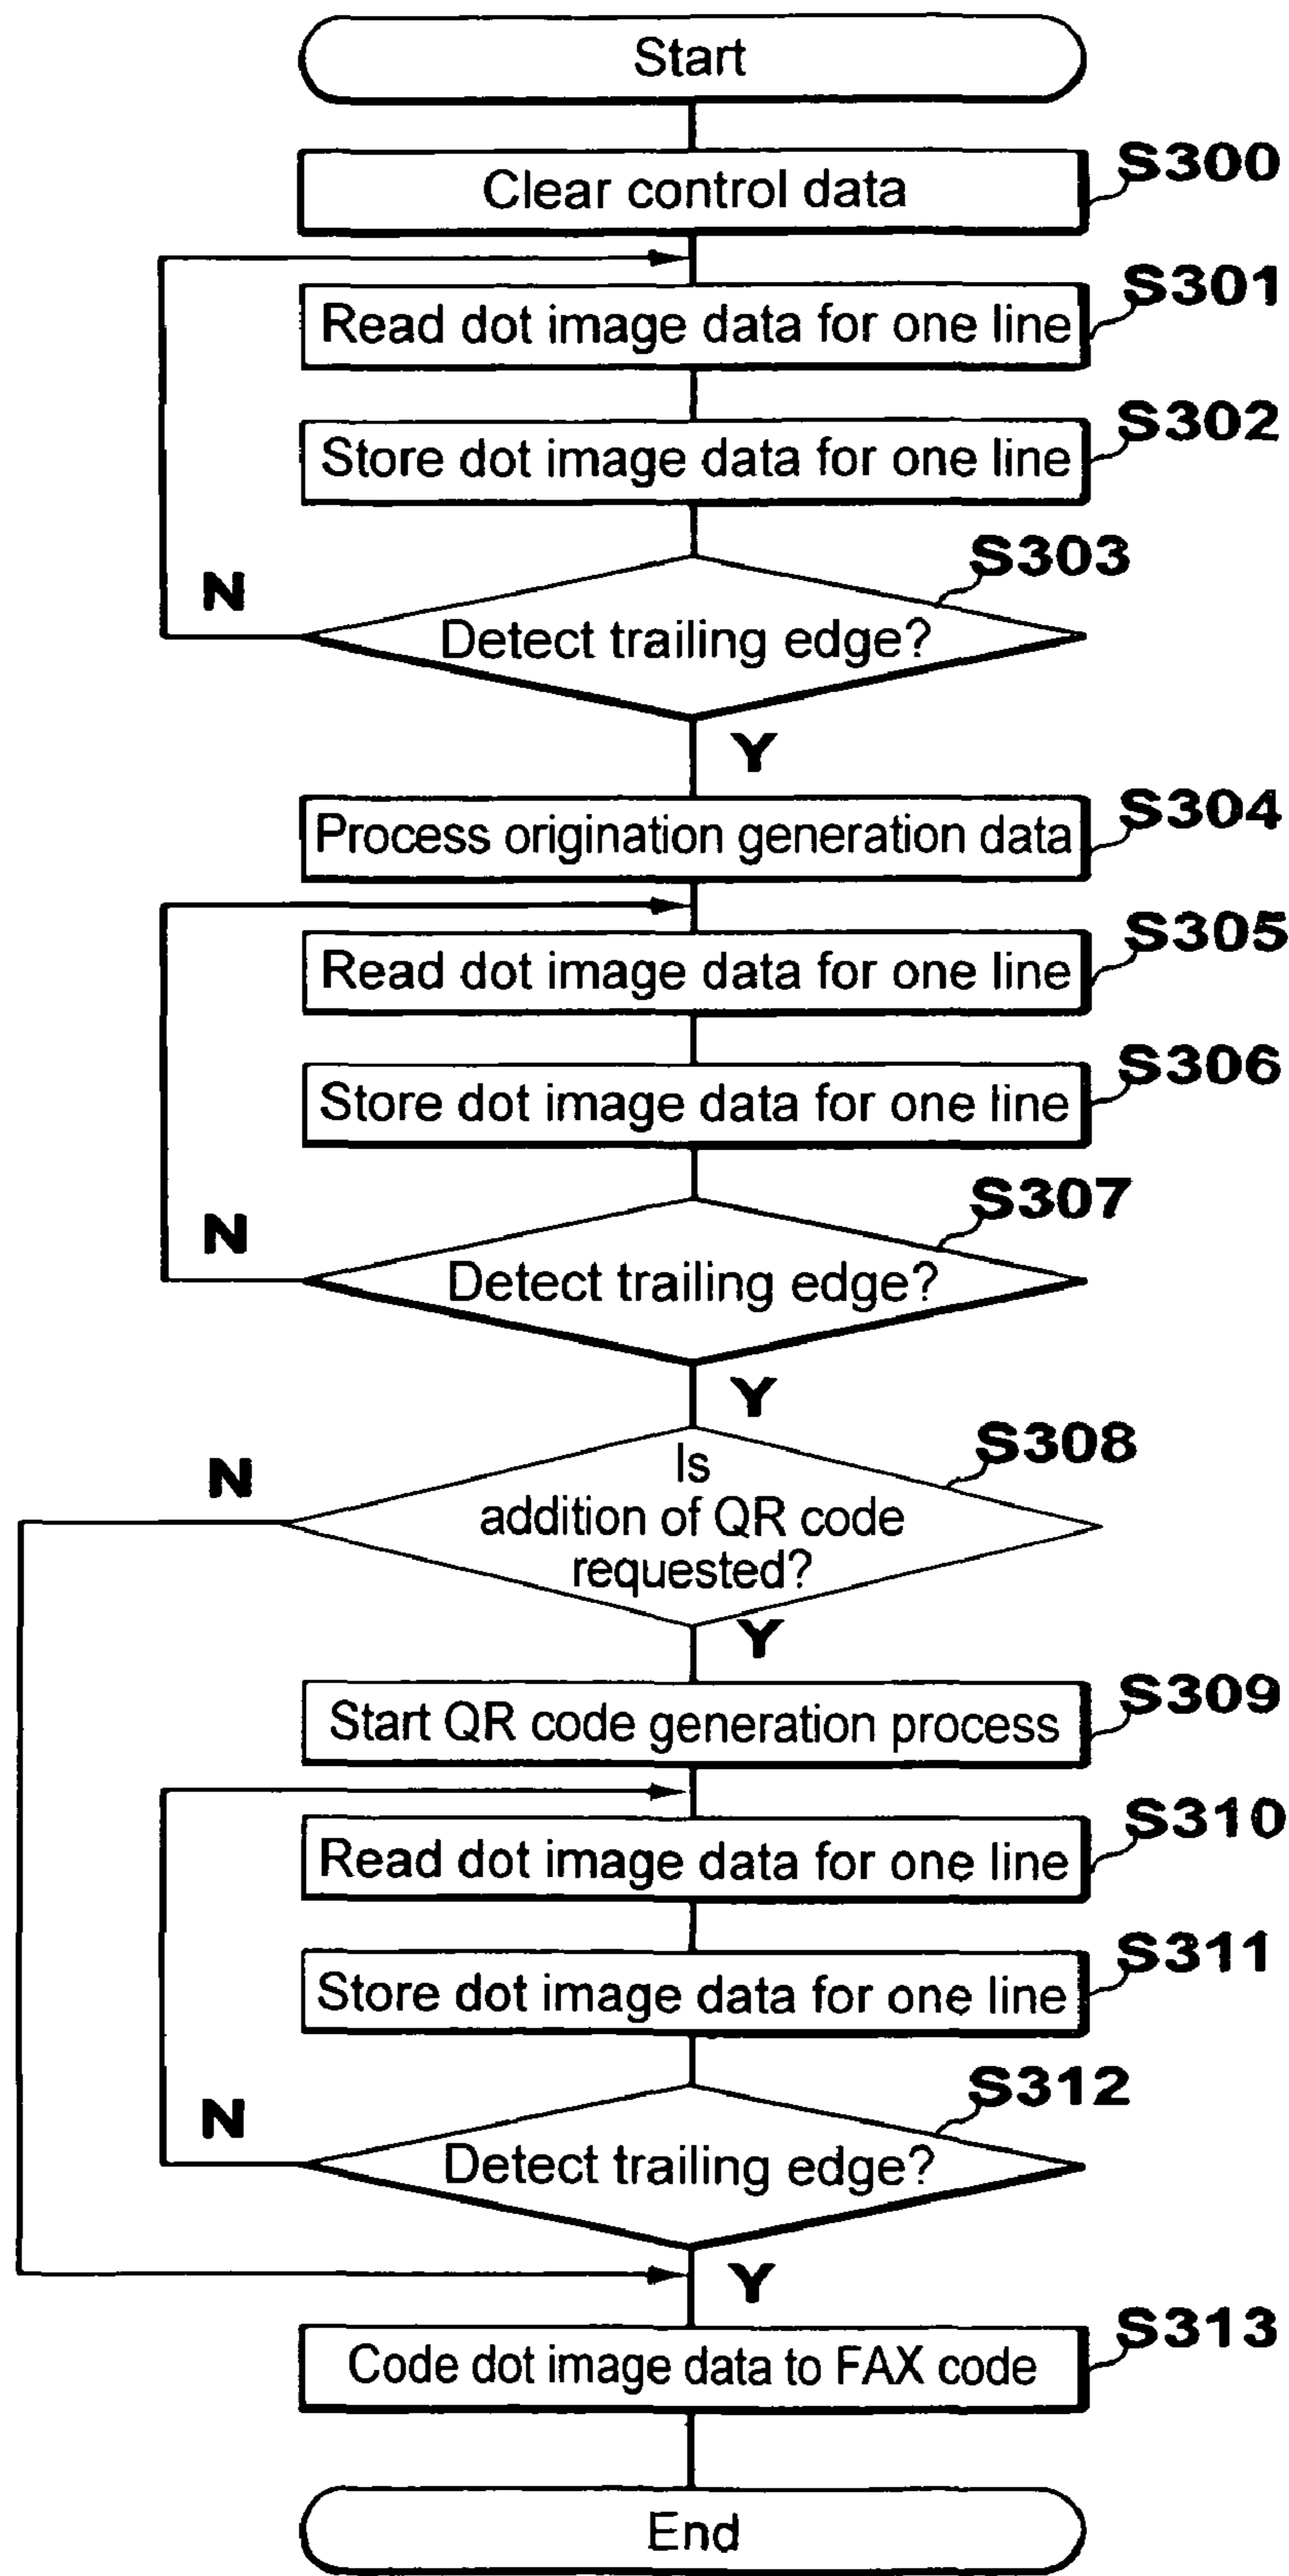 Start
Clear control data
S300
Read dot image data for one line
S301
Store dot image data for one line
S302
Detect trailing edge?
S303
N
Y
Process origination generation data
S304
Read dot image data for one line
S305
Store dot image data for one line
S306
Detect trailing edge?
S307
N
Y
Is
addition of QR code
requested?
S308
N
Y
Start QR code generation process
S309
Read dot image data for one line
S310
Store dot image data for one line
S311
Detect trailing edge?
S312
N
Y
Code dot image data to FAX code
S313
End